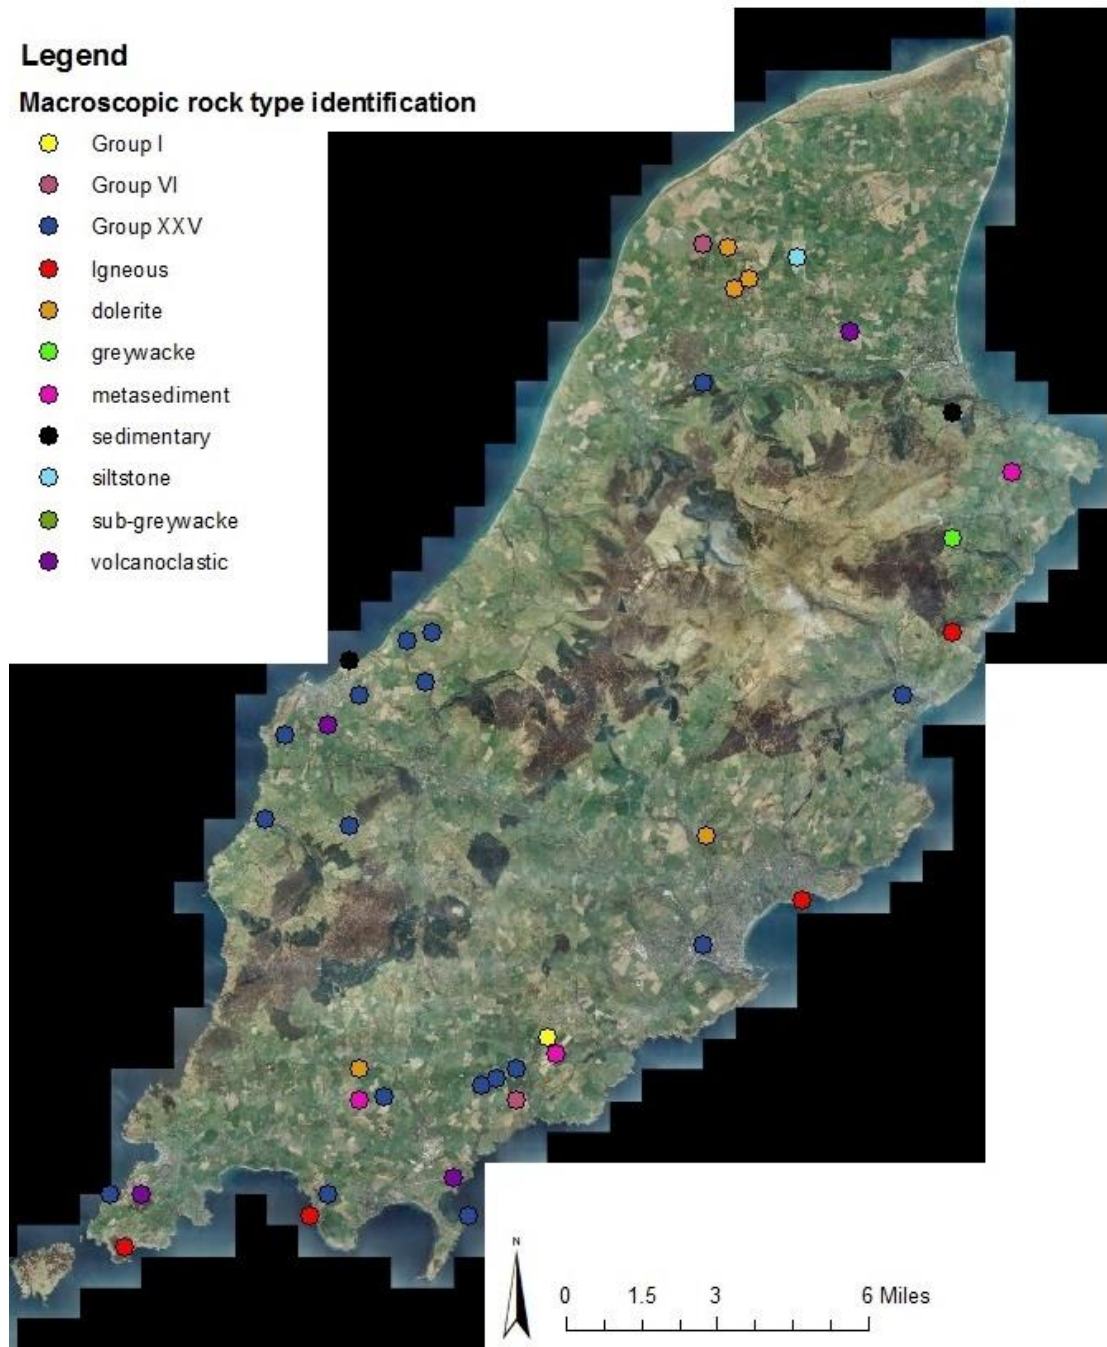 Legend
Macroscopic rock type identification
Group I
Group VI
Group XXV
Igneous
dolerite
greywacke
metasediment
sedimentary
siltstone
sub-greywacke
volcanoclastic
N
0 1.5 3 6 Miles